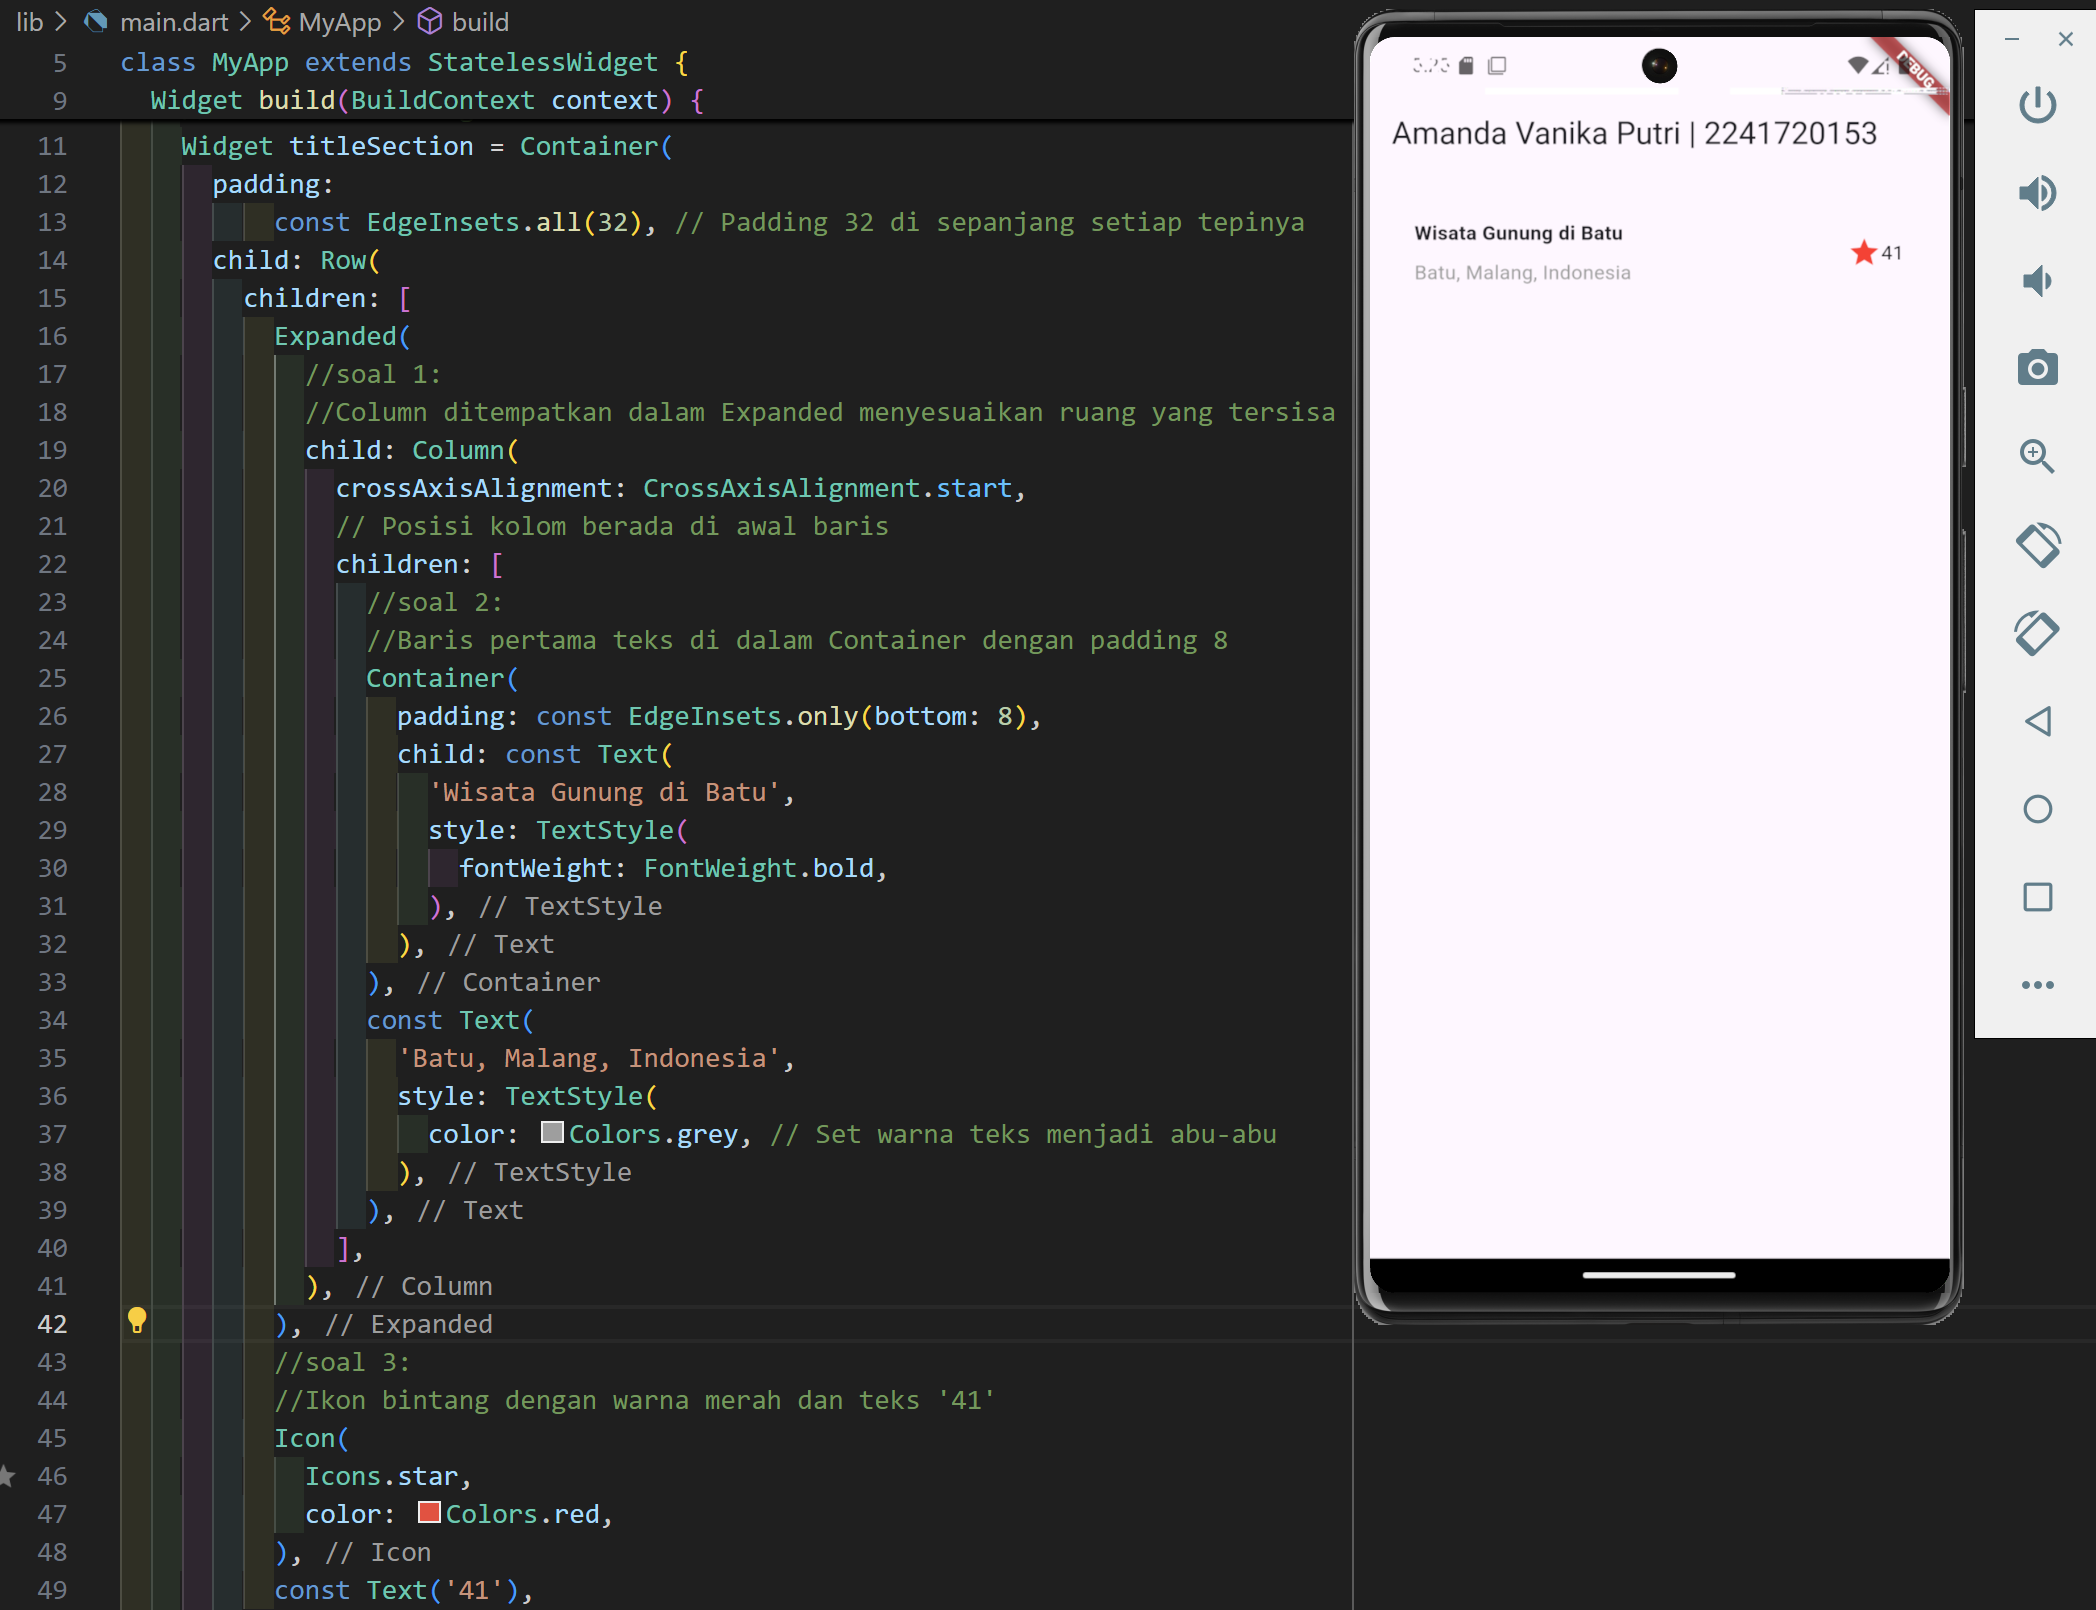 lib > main.dart > MyApp > build
5 class MyApp extends StatelessWidget {
9 Widget build(BuildContext context) {
11 Widget titleSection = Container(
12 padding:
13 const EdgeInsets.all(32), // Padding 32 di sepanjang setiap tepinya
14 child: Row(
15 children: [
16 Expanded(
17 //soal 1:
18 //Column ditempatkan dalam Expanded menyesuaikan ruang yang tersisa
19 child: Column(
20 crossAxisAlignment: CrossAxisAlignment.start,
21 // Posisi kolom berada di awal baris
22 children: [
23 //soal 2:
24 //Baris pertama teks di dalam Container dengan padding 8
25 Container(
26 padding: const EdgeInsets.only(bottom: 8),
27 child: const Text(
28 'Wisata Gunung di Batu',
29 style: TextStyle(
30 fontWeight: FontWeight.bold,
31 ), // TextStyle
32 ), // Text
33 ), // Container
34 const Text(
35 'Batu, Malang, Indonesia',
36 style: TextStyle(
37 color: Colors.grey, // Set warna teks menjadi abu-abu
38 ), // TextStyle
39 ), // Text
40 ],
41 ), // Column
42 ), // Expanded
43 //soal 3:
44 //Ikon bintang dengan warna merah dan teks '41'
45 Icon(
46 Icons.star,
47 color: Colors.red,
48 ), // Icon
49 const Text('41'),
DEBUG
Amanda Vanika Putri | 2241720153
Wisata Gunung di Batu
Batu, Malang, Indonesia
41